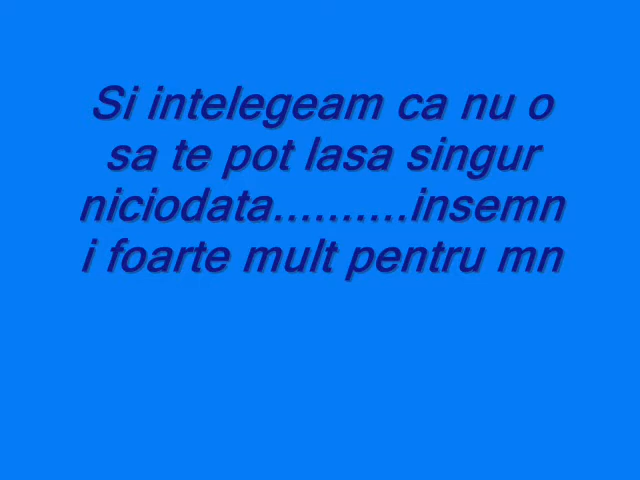 Si intelegeam ca nu o
sa te pot lasa singur
niciodata..........insemn
i foarte mult pentru mn